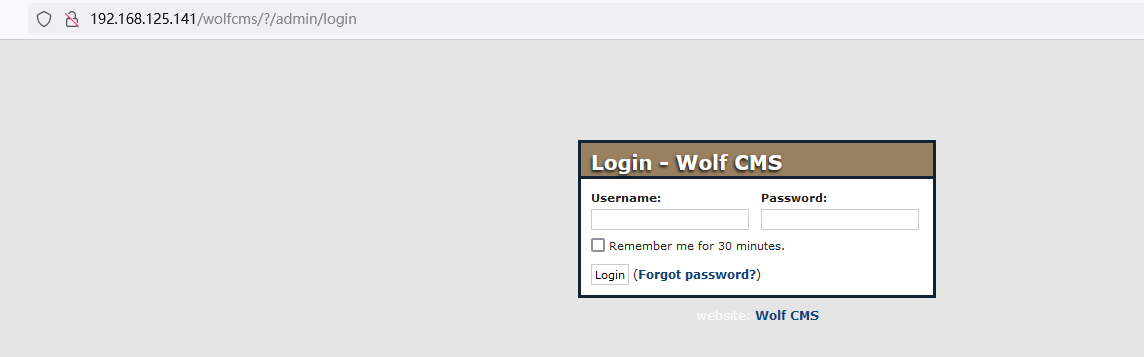 192.168.125.141/wolfcms/?/admin/login
Login - Wolf CMS
Username: Password:
Remember me for 30 minutes.
Login (Forgot password?)
website: Wolf CMS